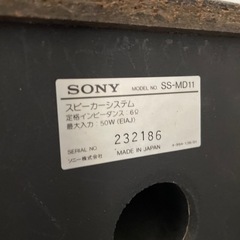 SONY MODEL NO. SS-MD11
スピーカーシステム
定格インピーダンス : 6Ω
最大入力 : 50W (EIAJ)
232186
SERIAL NO.
ソニー株式会社 MADE IN JAPAN